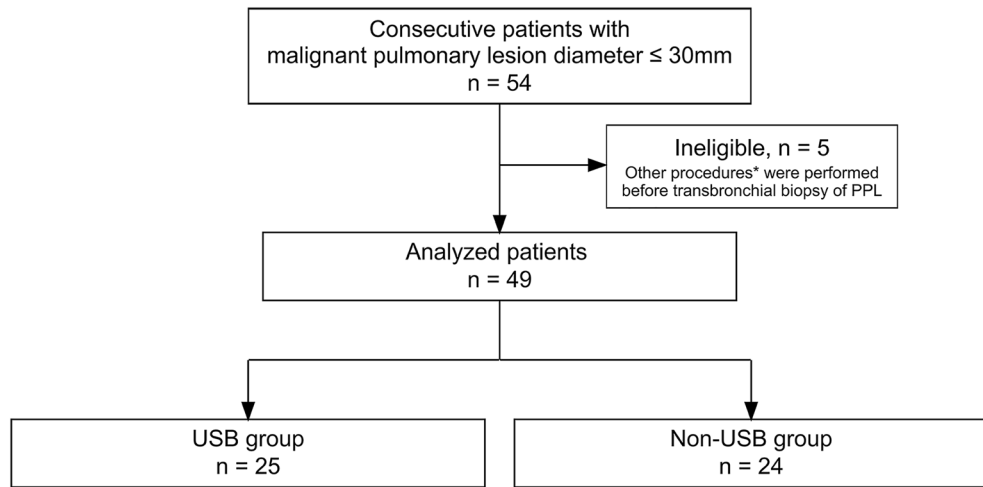 Consecutive patients with
malignant pulmonary lesion diameter ≤ 30mm
n = 54
Ineligible, n = 5
Other procedures* were performed
before transbronchial biopsy of PPL
Analyzed patients
n = 49
USB group
n = 25
Non-USB group
n = 24